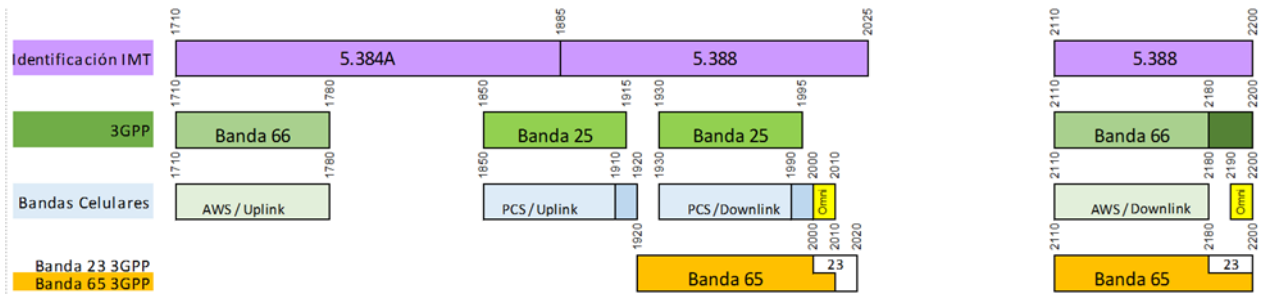 1710 1885 2025 2110 2200
Identificación IMT 5.384A 5.388 5.388
1710 1780 1850 1915 1930 1995 2110 2180 2200
3GPP Banda 66 Banda 25 Banda 25 Banda 66
1710 1780 1850 1910 1920 1930 1990 2000 2010 2110 2180 2190 2200
Bandas Celulares AWS / Uplink PCS /Uplink PCS /Downlink Omni AWS /Downlink Omni
1920 2000 2010 2020 2110 2180 2200
Banda 23 3GPP 23 23
Banda 65 3GPP Banda 65 Banda 65